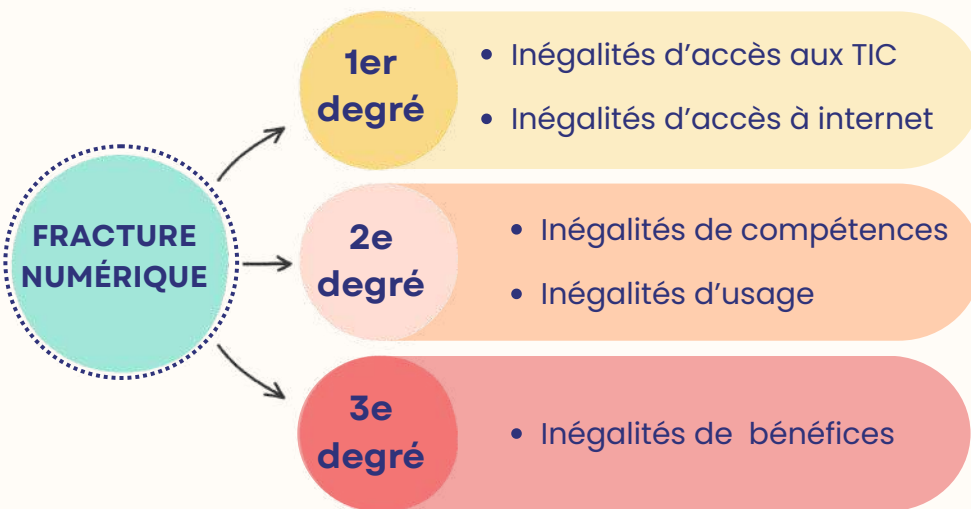 FRACTURE
NUMÉRIQUE
1er
degré
• Inégalités d'accès aux TIC
• Inégalités d'accès à internet
2e
degré
• Inégalités de compétences
• Inégalités d'usage
3e
degré
• Inégalités de bénéfices